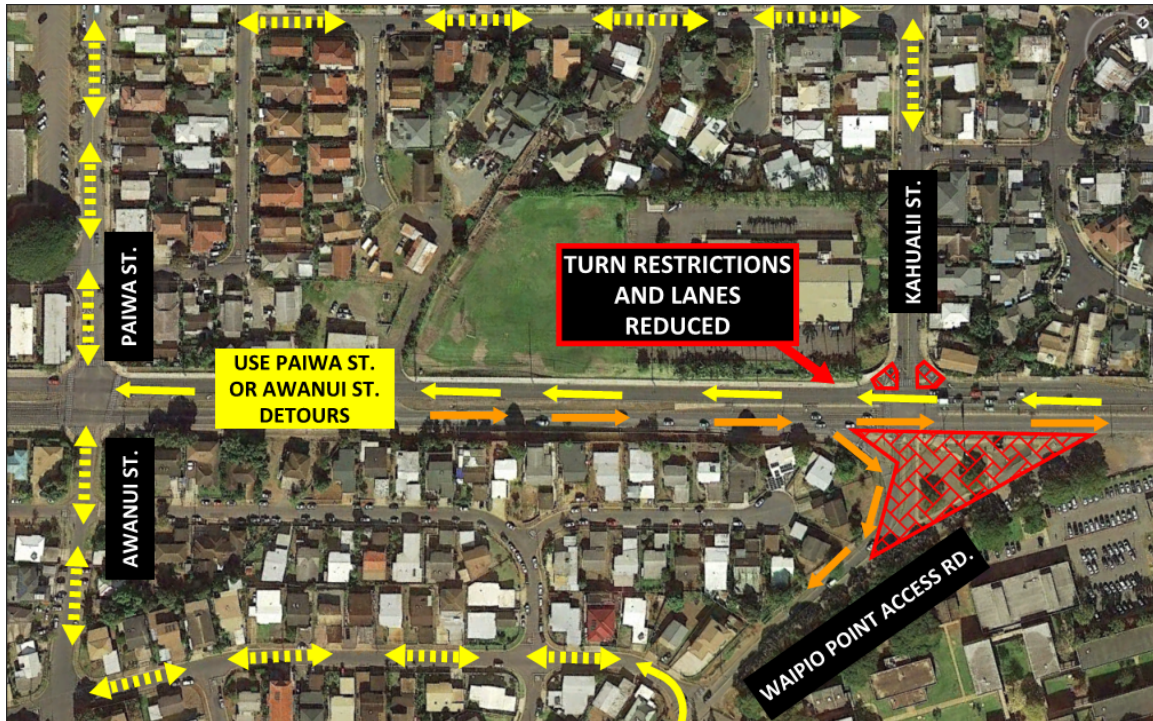 PAIWA ST.
KAHUALII ST.
TURN RESTRICTIONS
AND LANES
REDUCED
USE PAIWA ST.
OR AWANUI ST.
DETOURS
AWANUI ST.
WAIPIO POINT ACCESS RD.